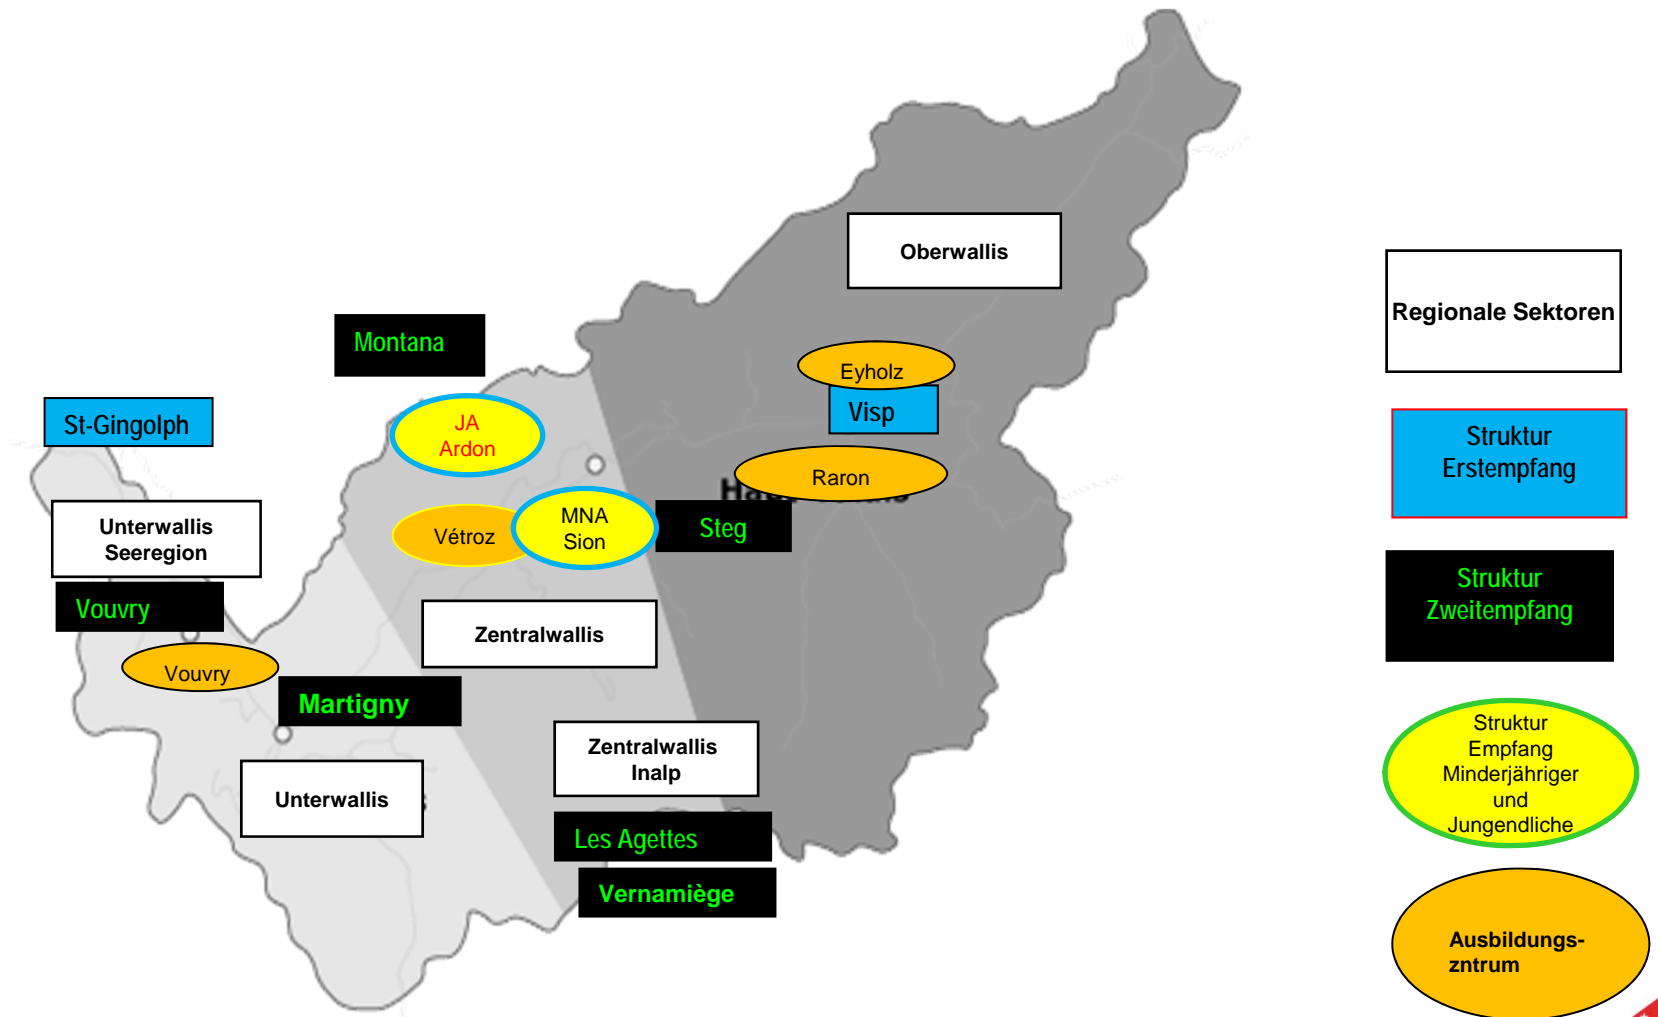 Oberwallis
Montana
Eyholz
Visp
St-Gingolph
JA
Ardon
Raron
Unterwallis
Seeregion
Vétroz
MNA
Sion
Steg
Vouvry
Zentralwallis
Vouvry
Martigny
Zentralwallis
Inalp
Unterwallis
Les Agettes
Vernamiège
Regionale Sektoren
Struktur
Erstempfang
Struktur
Zweitempfang
Struktur
Empfang
Minderjähriger
und
Jungendliche
Ausbildungs-
zntrum